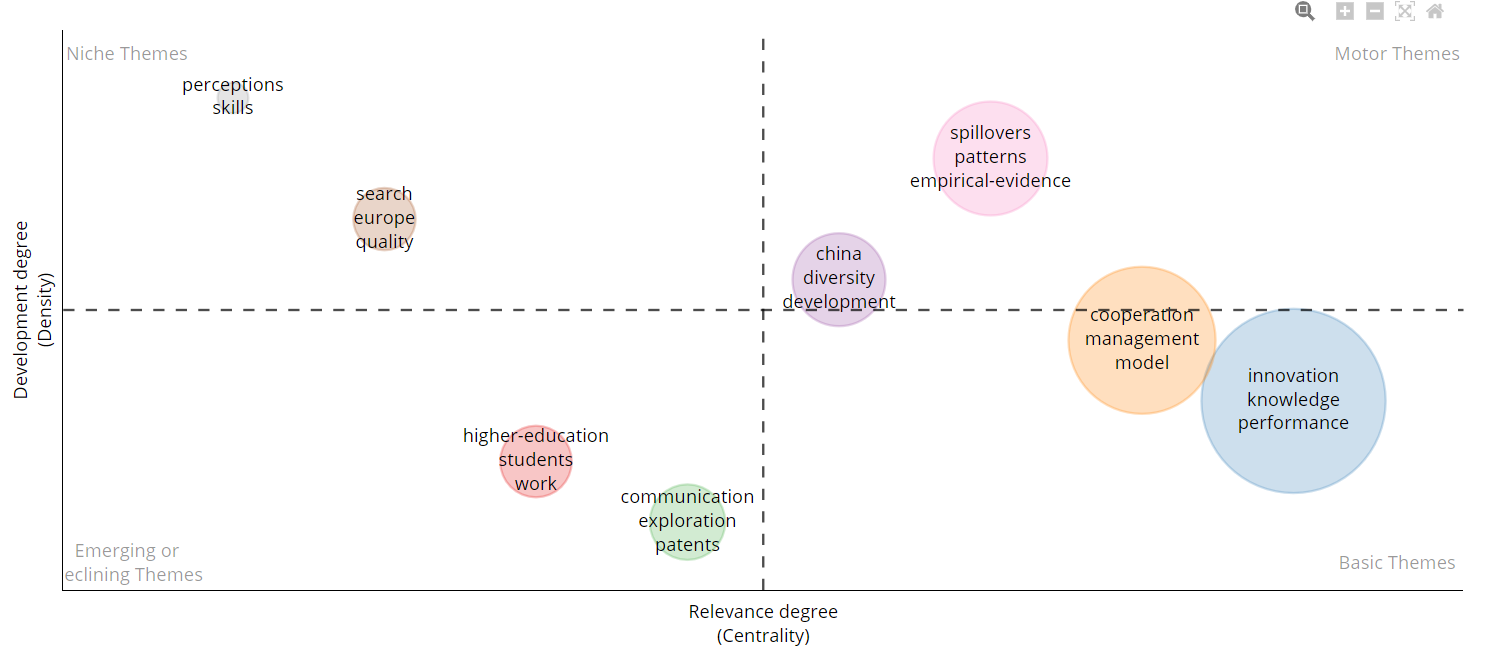 Niche Themes
Motor Themes
perceptions
skills
spillovers
patterns
empirical-evidence
search
europe
quality
china
diversity
development
cooperation
management
model
innovation
knowledge
performance
higher-education
students
work
communication
exploration
patents
Emerging or
eclining Themes
Basic Themes
Development degree
(Density)
Relevance degree
(Centrality)